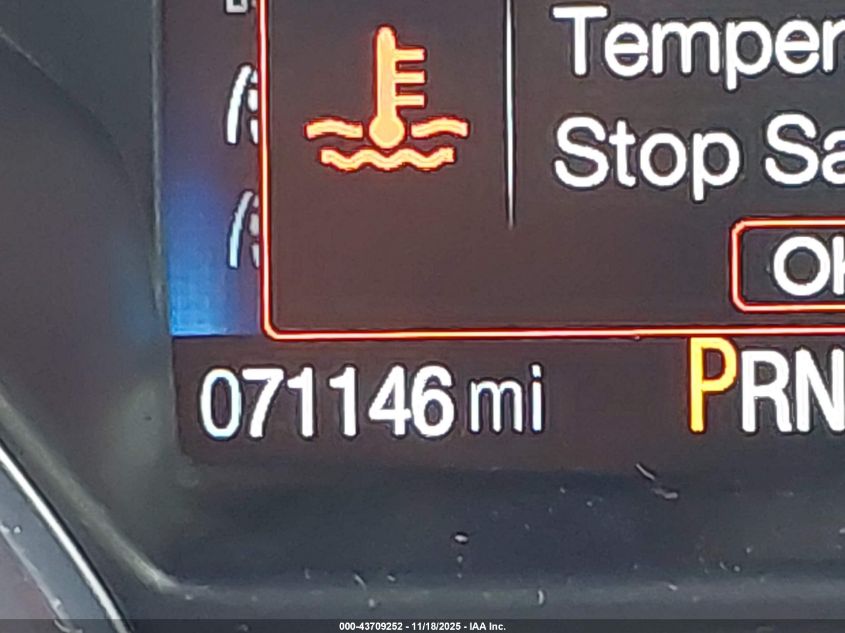 Temper
Stop Sa
OK
071146 mi
PRN
000-43709252 - 11/18/2025 - IAA Inc.